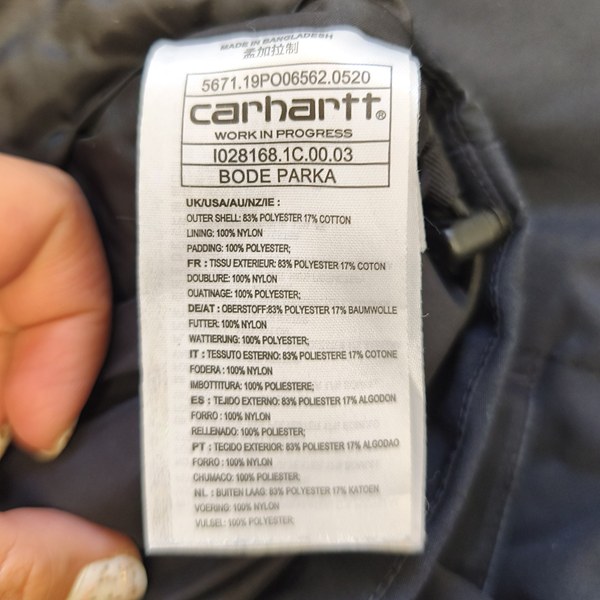 MADE IN BANGLADESH
孟加拉制
5671.19PO06562.0520
carhartt®
WORK IN PROGRESS
I028168.1C.00.03
BODE PARKA
UK/USA/AU/NZ/IE :
OUTER SHELL: 83% POLYESTER 17% COTTON
LINING: 100% NYLON
PADDING: 100% POLYESTER;
FR : TISSU EXTERIEUR: 83% POLYESTER 17% COTON
DOUBLURE: 100% NYLON
OUATINAGE: 100% POLYESTER;
DE/AT : OBERSTOFF:83% POLYESTER 17% BAUMWOLLE
FUTTER: 100% NYLON
WATTIERUNG: 100% POLYESTER;
IT : TESSUTO ESTERNO: 83% POLIESTERE 17% COTONE
FODERA : 100% NYLON
IMBOTTITURA: 100% POLIESTERE;
ES : TEJIDO EXTERNO: 83% POLIESTER 17% ALGODON
FORRO : 100% NYLON
RELLENADO: 100% POLIESTER;
PT : TECIDO EXTERIOR: 83% POLIESTER 17% ALGODAO
FORRO : 100% NYLON
CHUMACO: 100% POLIESTER;
NL : BUITEN LAAG: 83% POLYESTER 17% KATOEN
VOERING: 100% NYLON
VULSEL: 100% POLYESTER;